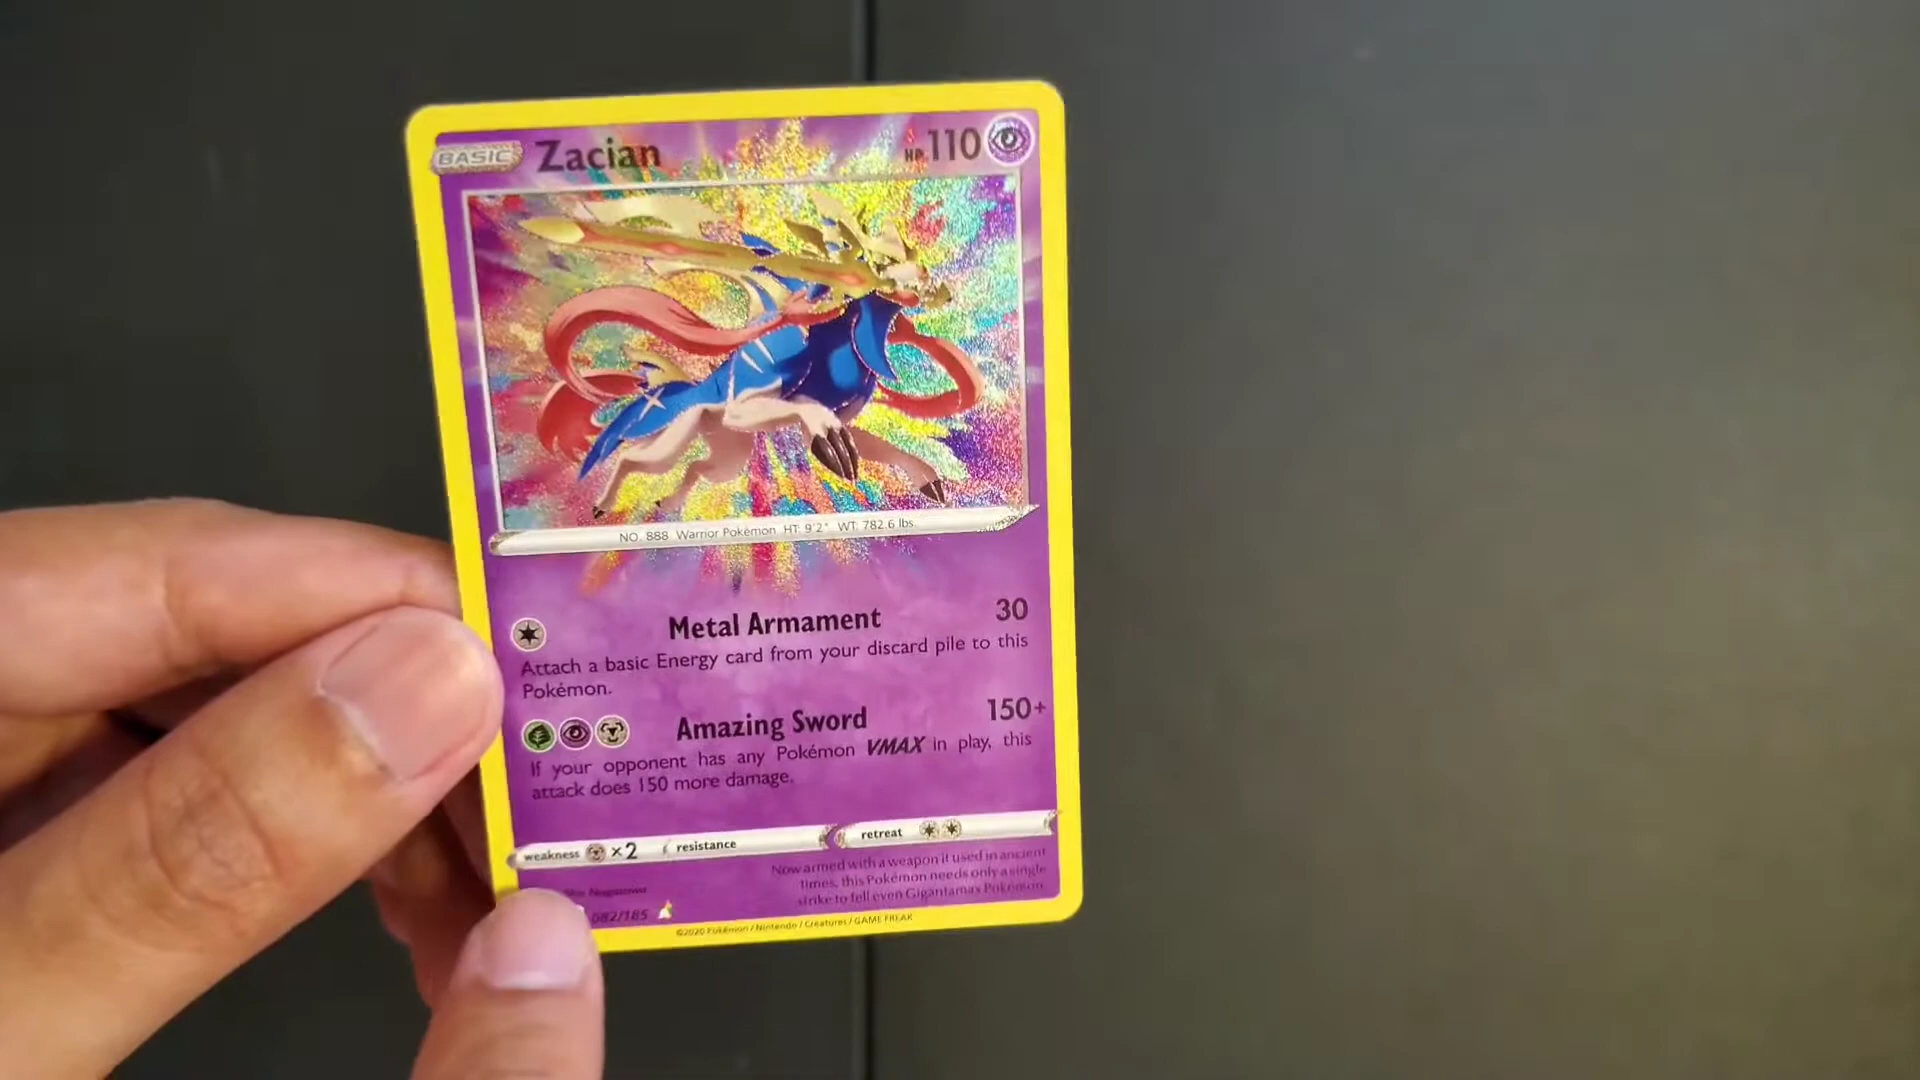 BASIC Zacian HP 110
NO. 888 Warrior Pokémon HT: 9'2" WT: 782.6 lbs.
Metal Armament 30
Attach a basic Energy card from your discard pile to this
Pokémon.
Amazing Sword 150+
If your opponent has any Pokémon VMAX in play, this
attack does 150 more damage.
weakness ×2 resistance retreat
Now armed with a weapon it used in ancient
times, this Pokémon needs only a single
strike to fell even Gigantamax Pokémon.
082/185
©2020 Pokémon / Nintendo / Creatures / GAME FREAK